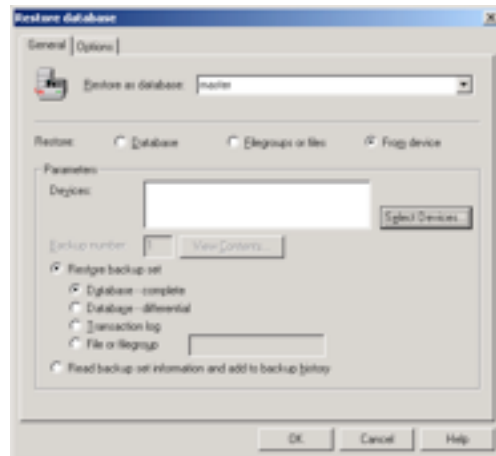 Restore database
General Options
Restore as database: master
Restore: Database Filegroups or files From device
Parameters
Devices:
Select Devices...
Backup number: 1 View Contents...
Restore backup set
Database - complete
Database - differential
Transaction log
File or filegroup
Read backup set information and add to backup history
OK Cancel Help